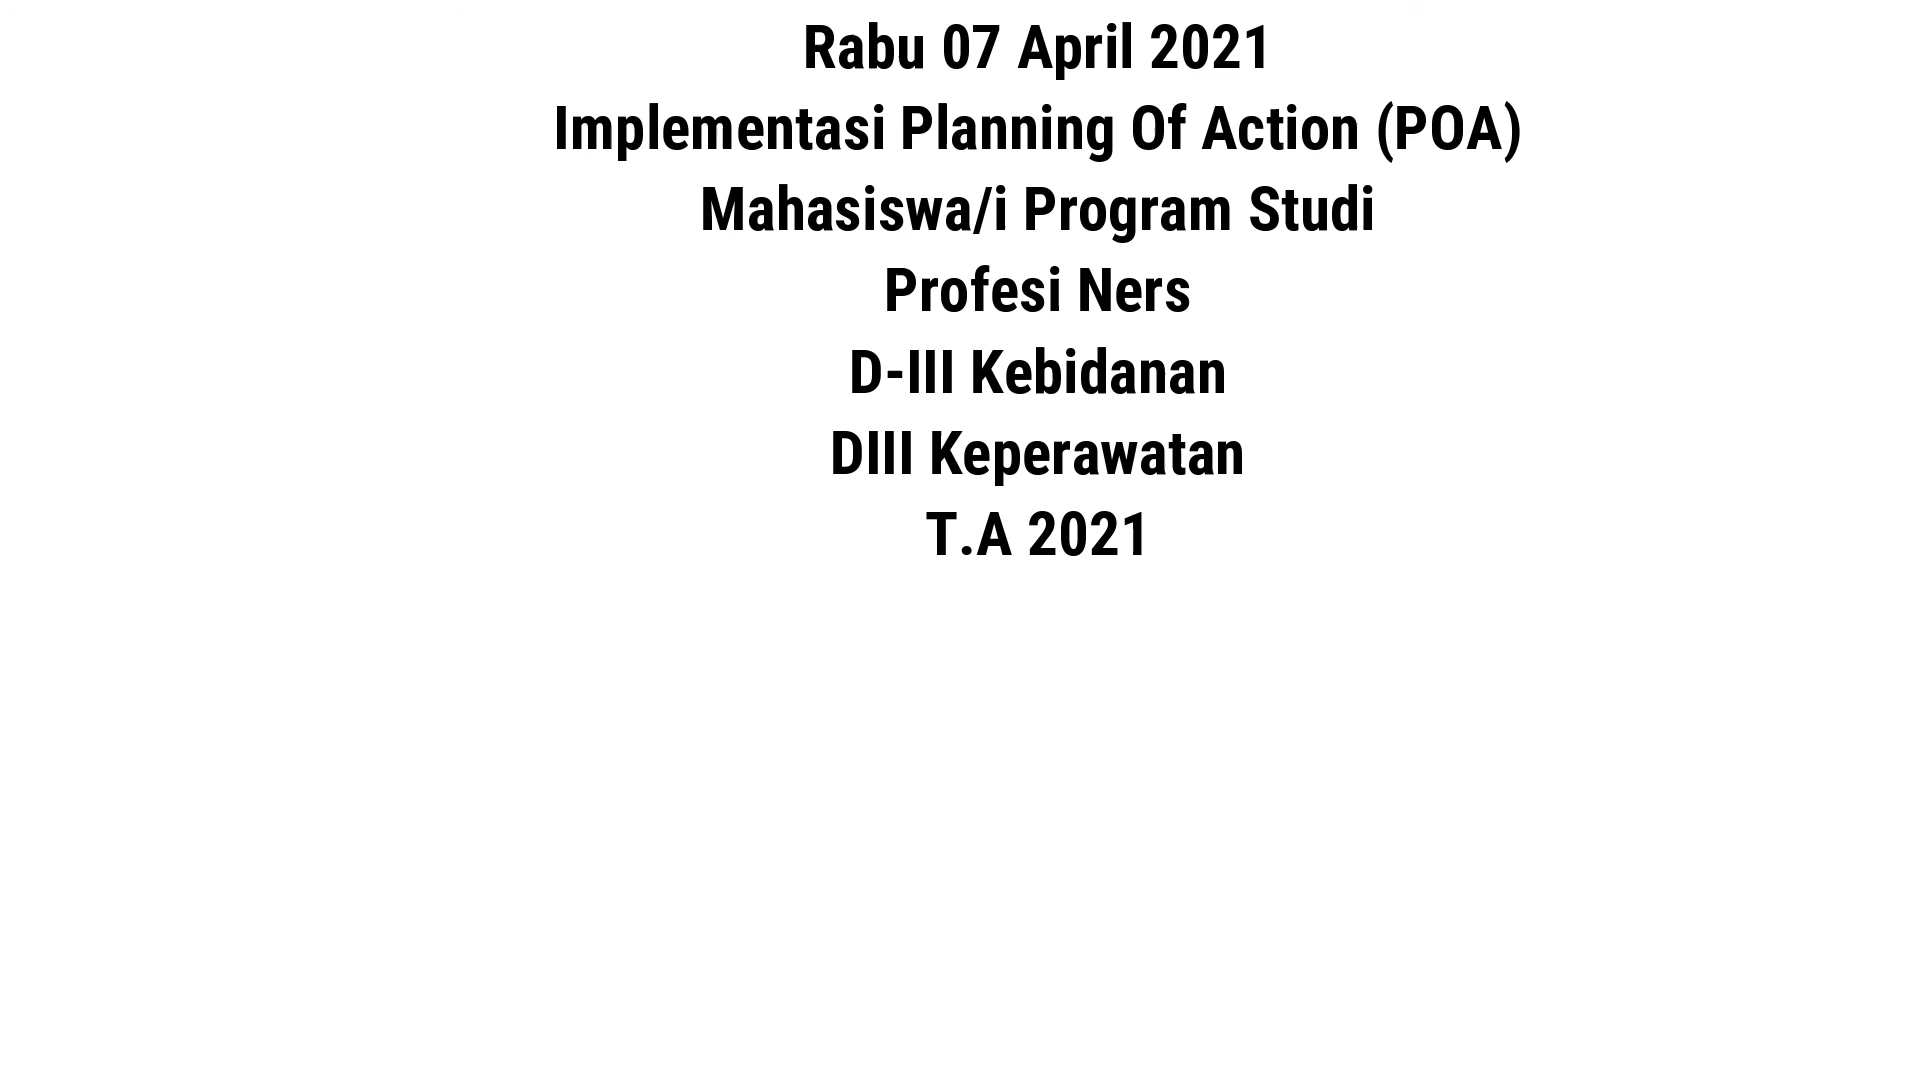 Rabu 07 April 2021
Implementasi Planning Of Action (POA)
Mahasiswa/i Program Studi
Profesi Ners
D-III Kebidanan
DIII Keperawatan
T.A 2021